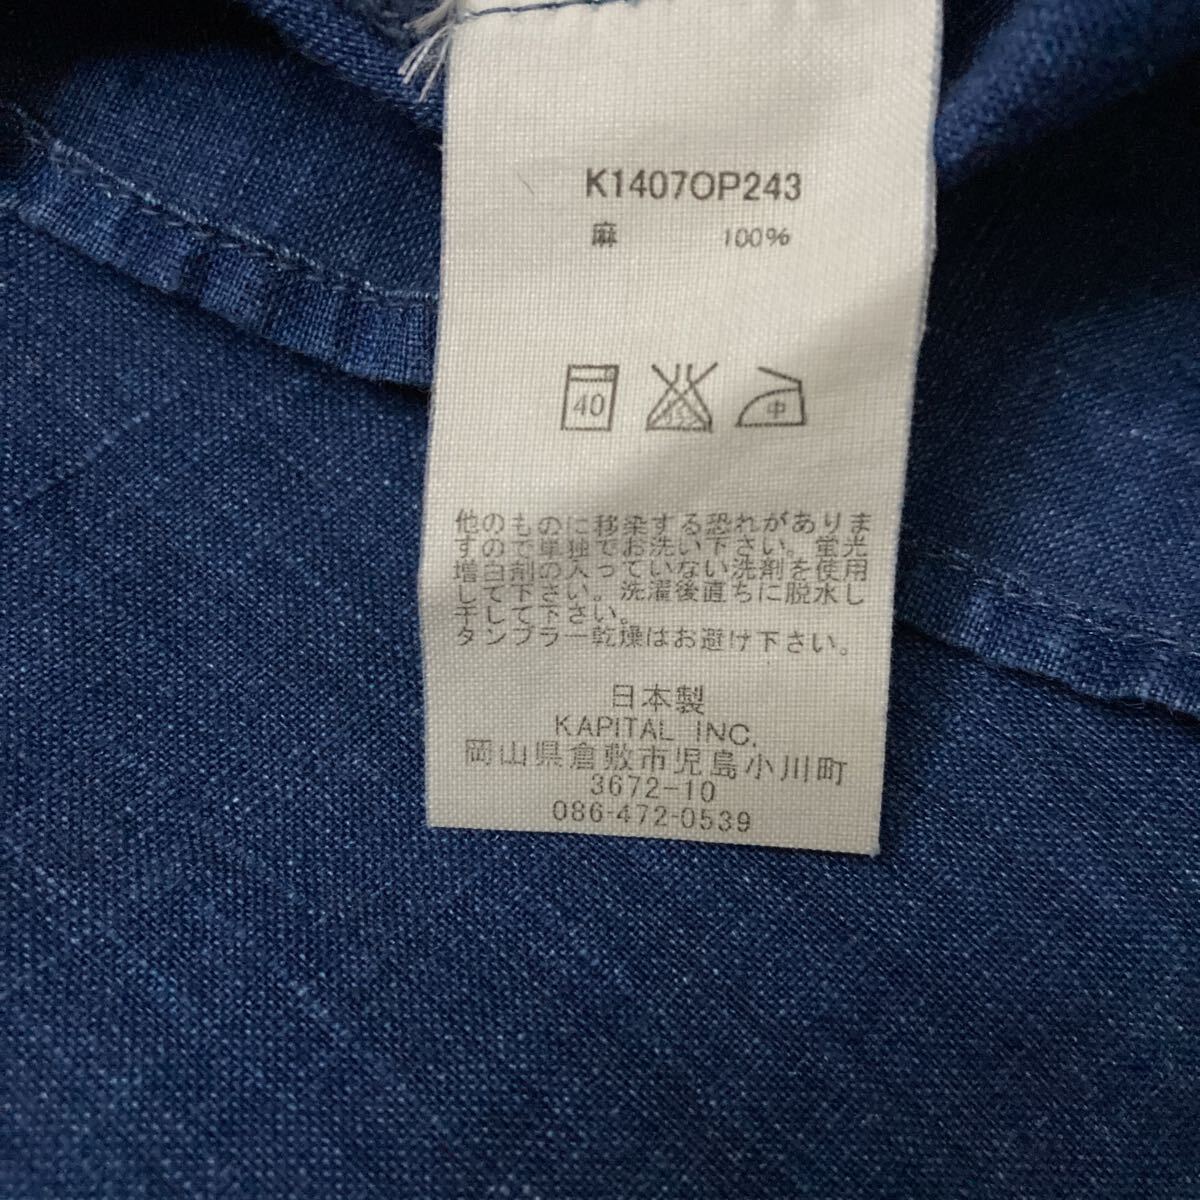 K1407OP243
麻 100%
40 中
他のものに移染する恐れがありま
すので単独でお洗い下さい。蛍光
増白剤の入っていない洗剤を使用
して下さい。洗濯後直ちに脱水し
干して下さい。
タンブラー乾燥はお避け下さい。
日本製
KAPITAL INC.
岡山県倉敷市児島小川町
3672-10
086-472-0539